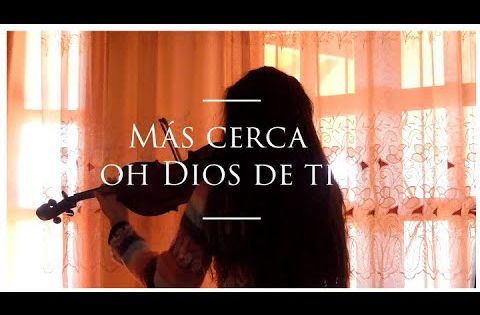 MÁS CERCA
OH DIOS DE TI